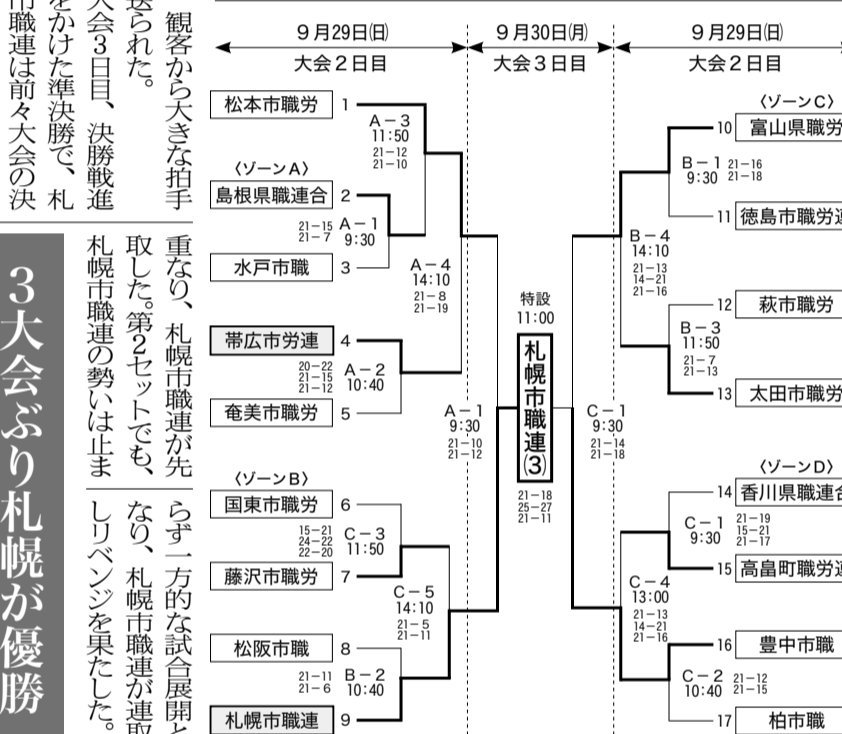 観客から大きな拍手
送られた。
大会3日目、決勝戦進
をかけた準決勝で、札
市職連は前々大会の決
重なり、札幌市職連が先
取した。第2セットでも、
札幌市職連の勢いは止ま
らず一方的な試合展開と
なり、札幌市職連が連取
しリベンジを果たした。
3大会ぶり札幌が優勝
9月29日㈰
大会2日目
9月30日㈪
大会3日目
9月29日㈰
大会2日目
松本市職労 1
A-3
11:50
21-12
21-10
〈ゾーンA〉
島根県職連合 2
21-15
21-7
A-1
9:30
水戸市職 3
A-4
14:10
21-8
21-19
帯広市労連 4
20-22
21-15
21-12
A-2
10:40
奄美市職労 5
A-1
9:30
21-10
21-12
〈ゾーンB〉
国東市職労 6
15-21
24-22
22-20
C-3
11:50
藤沢市職労 7
C-5
14:10
21-5
21-11
松阪市職 8
21-11
21-6
B-2
10:40
札幌市職連 9
特設
11:00
札幌市職連(3)
21-18
25-27
21-11
〈ゾーンC〉
10 富山県職労
B-1
9:30
21-16
21-18
11 徳島市職労連
B-4
14:10
21-13
14-21
21-16
12 萩市職労
B-3
11:50
21-7
21-13
13 太田市職労
C-1
9:30
21-14
21-18
〈ゾーンD〉
14 香川県職連合
C-1
9:30
21-19
15-21
21-17
15 高畠町職労連
C-4
13:00
21-13
14-21
21-16
16 豊中市職
C-2
10:40
21-12
21-15
17 柏市職